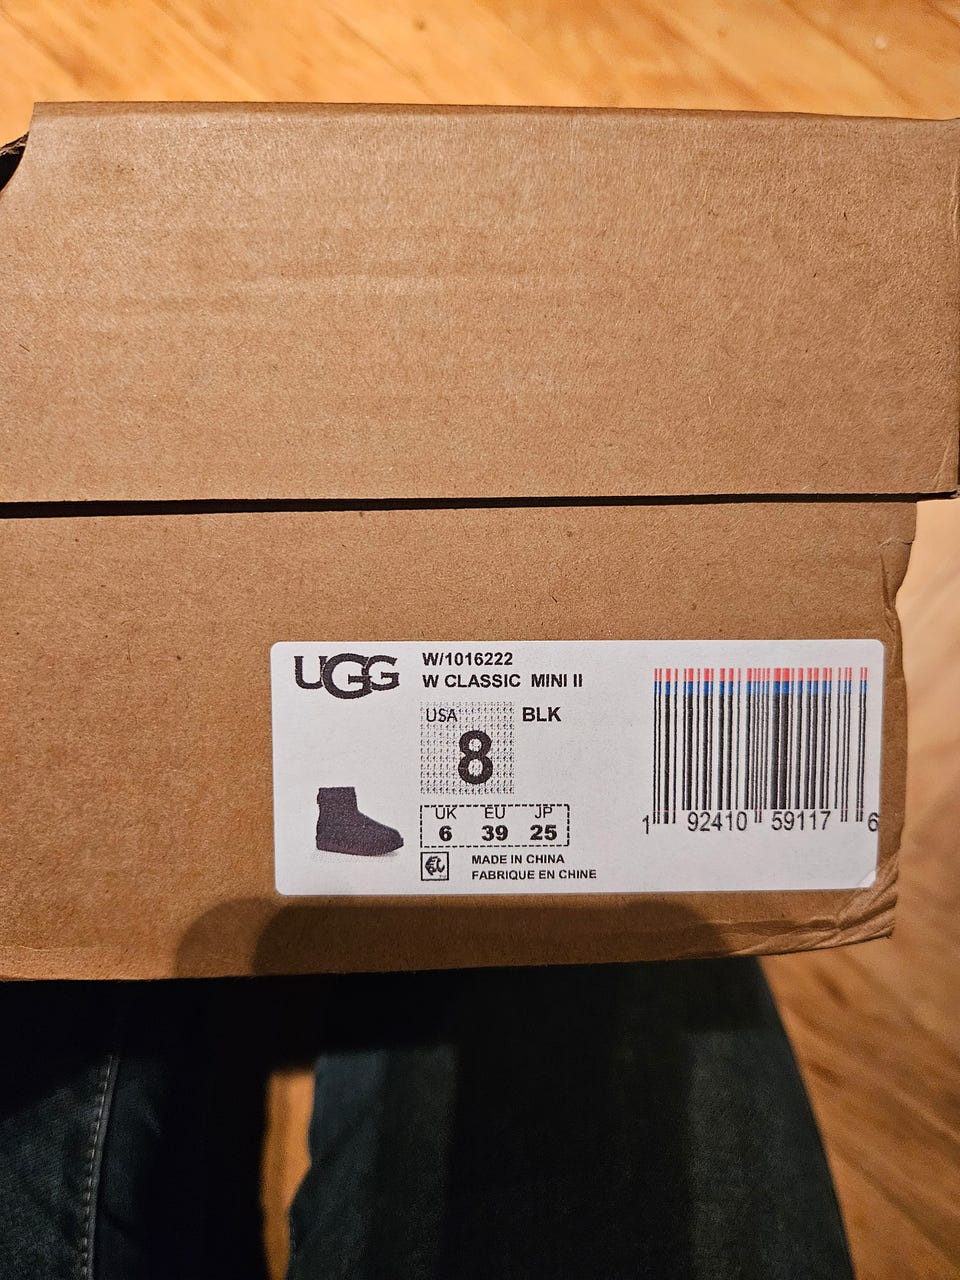 UGG
W/1016222
W CLASSIC MINI II
USA
8
BLK
UK EU JP
6 39 25
MADE IN CHINA
FABRIQUE EN CHINE
1 92410 59117 6